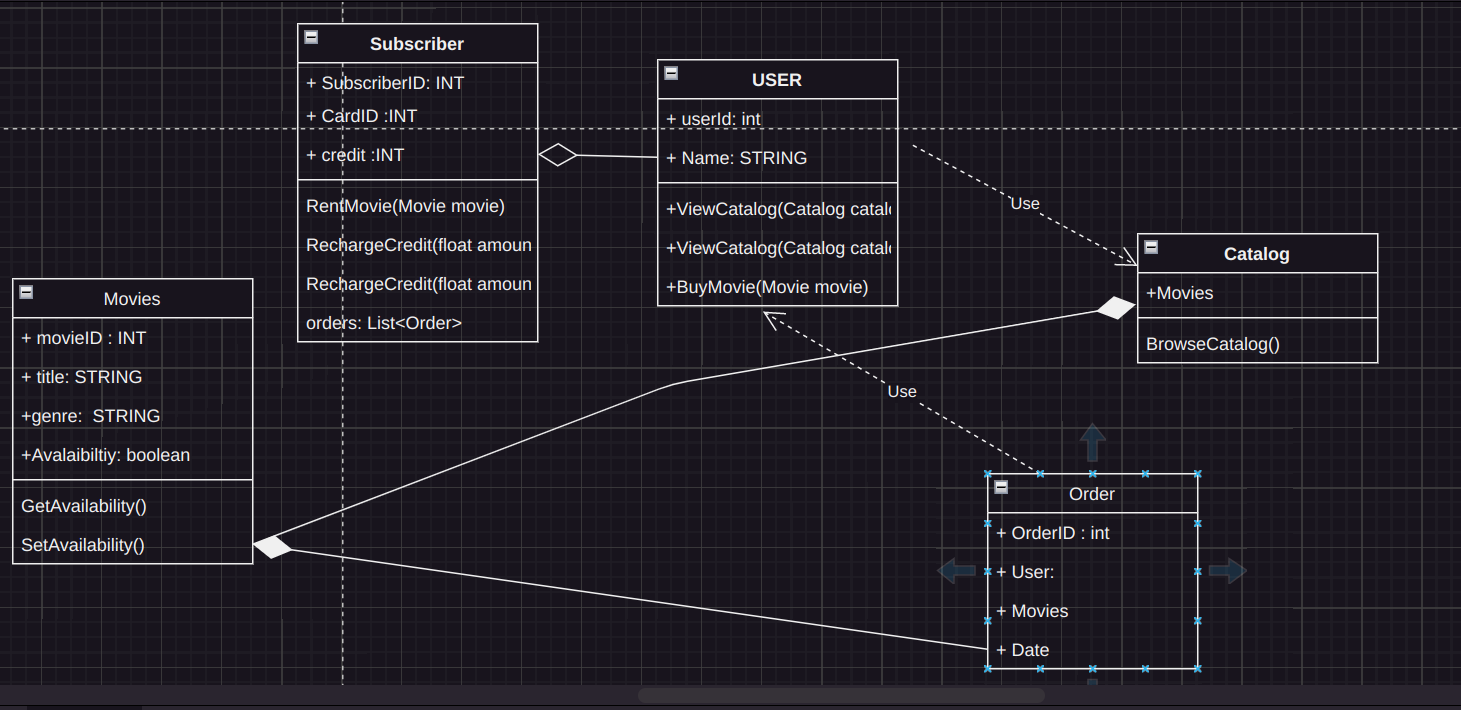 Subscriber
+ SubscriberID: INT
+ CardID :INT
+ credit :INT
RentMovie(Movie movie)
RechargeCredit(float amoun
RechargeCredit(float amoun
orders: List<Order>
USER
+ userId: int
+ Name: STRING
+ViewCatalog(Catalog catal
+ViewCatalog(Catalog catal
+BuyMovie(Movie movie)
Use
Catalog
+Movies
BrowseCatalog()
Movies
+ movieID : INT
+ title: STRING
+genre:  STRING
+Avalaibiltiy: boolean
GetAvailability()
SetAvailability()
Use
Order
+ OrderID : int
+ User:
+ Movies
+ Date